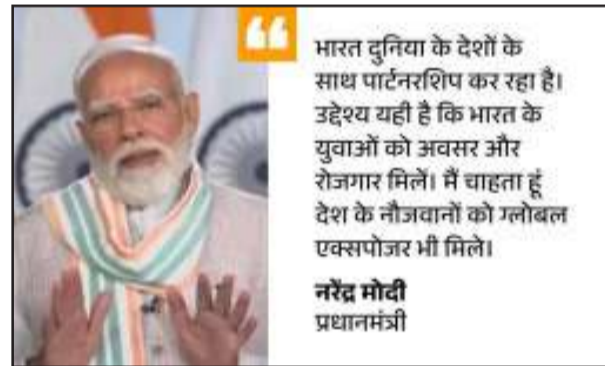 भारत दुनिया के देशों के
साथ पार्टनरशिप कर रहा है।
उद्देश्य यही है कि भारत के
युवाओं को अवसर और
रोजगार मिलें। मैं चाहता हूं
देश के नौजवानों को ग्लोबल
एक्सपोजर भी मिले।
नरेंद्र मोदी
प्रधानमंत्री